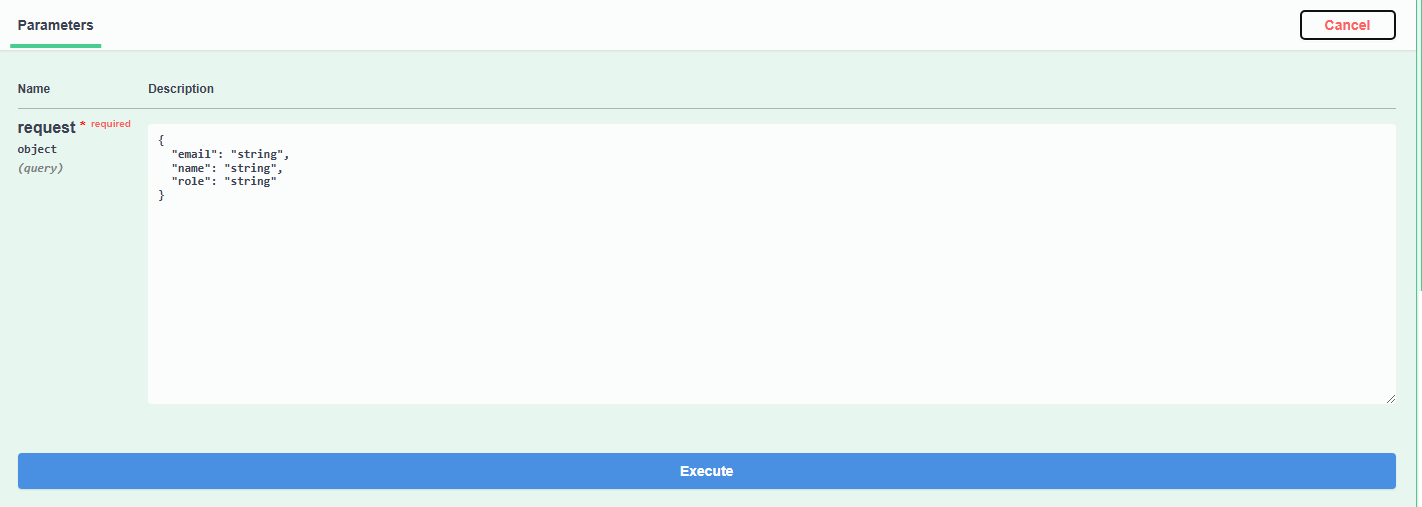 Parameters
Cancel
Name Description
request * required
object
(query)
{
  "email": "string",
  "name": "string",
  "role": "string"
}
Execute